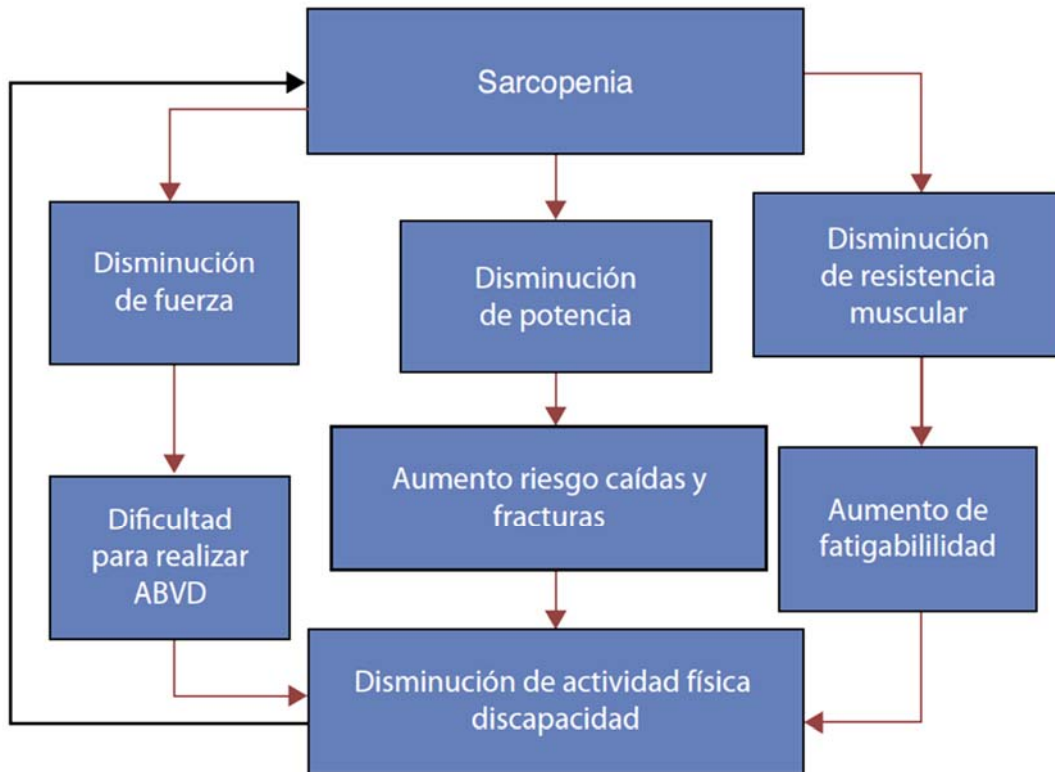 Sarcopenia
Disminución
de fuerza
Disminución
de potencia
Disminución
de resistencia
muscular
Dificultad
para realizar
ABVD
Aumento riesgo caídas y
fracturas
Aumento de
fatigabililidad
Disminución de actividad física
discapacidad